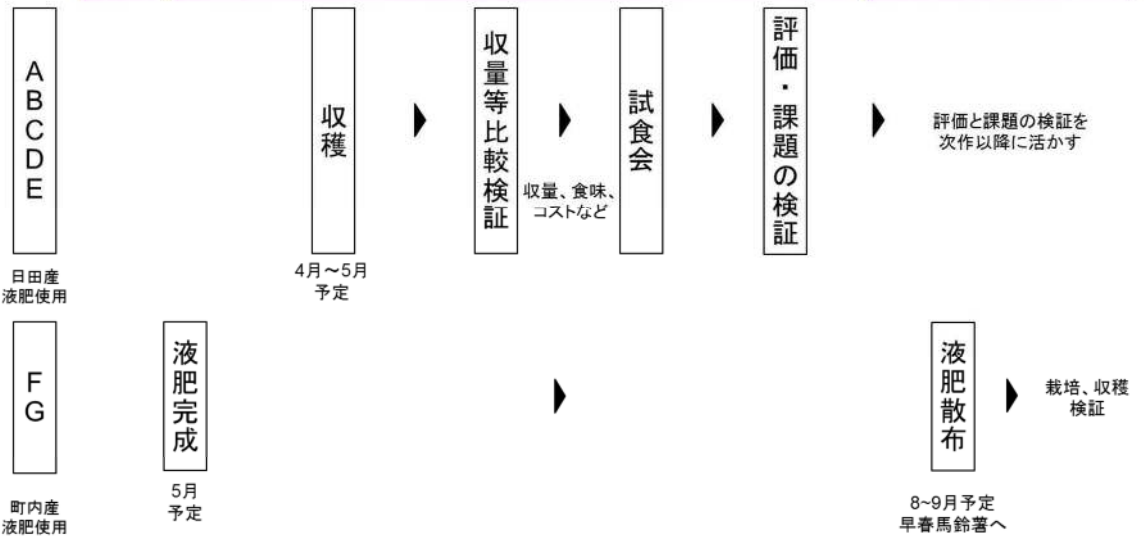 ABCDE
日田産
液肥使用
収穫
4月～5月
予定
収量等比較検証
収量、食味、
コストなど
試食会
評価・課題の検証
評価と課題の検証を
次作以降に活かす
FG
町内産
液肥使用
液肥完成
5月
予定
液肥散布
8~9月予定
早春馬鈴薯へ
栽培、収穫
検証